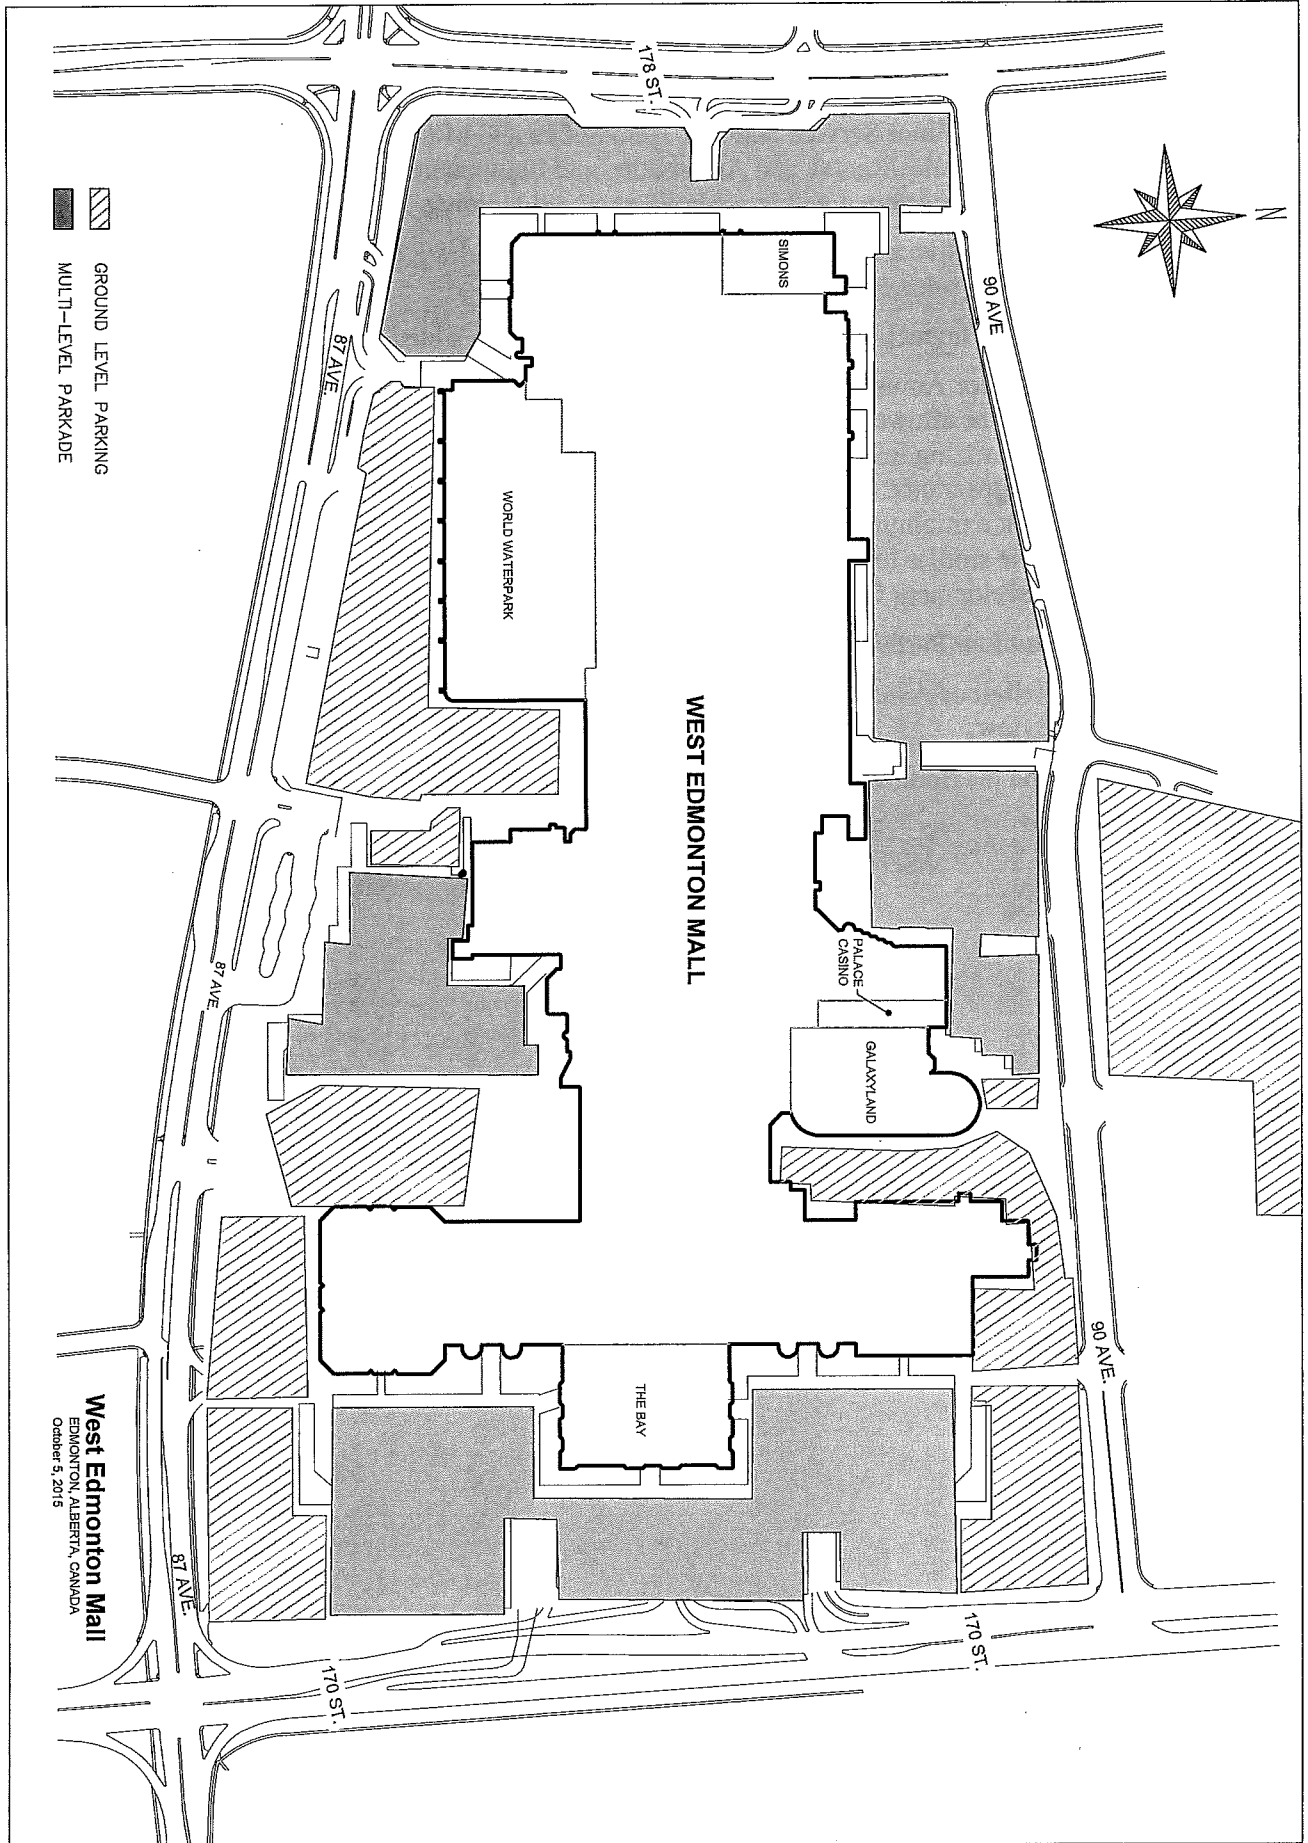 N
178 ST.
90 AVE
SIMONS
87 AVE.
WORLD WATERPARK
WEST EDMONTON MALL
PALACE
CASINO
GALAXYLAND
87 AVE.
90 AVE.
THE BAY
87 AVE.
170 ST.
170 ST.
GROUND LEVEL PARKING
MULTI-LEVEL PARKADE
West Edmonton Mall
EDMONTON, ALBERTA, CANADA
October 5, 2015